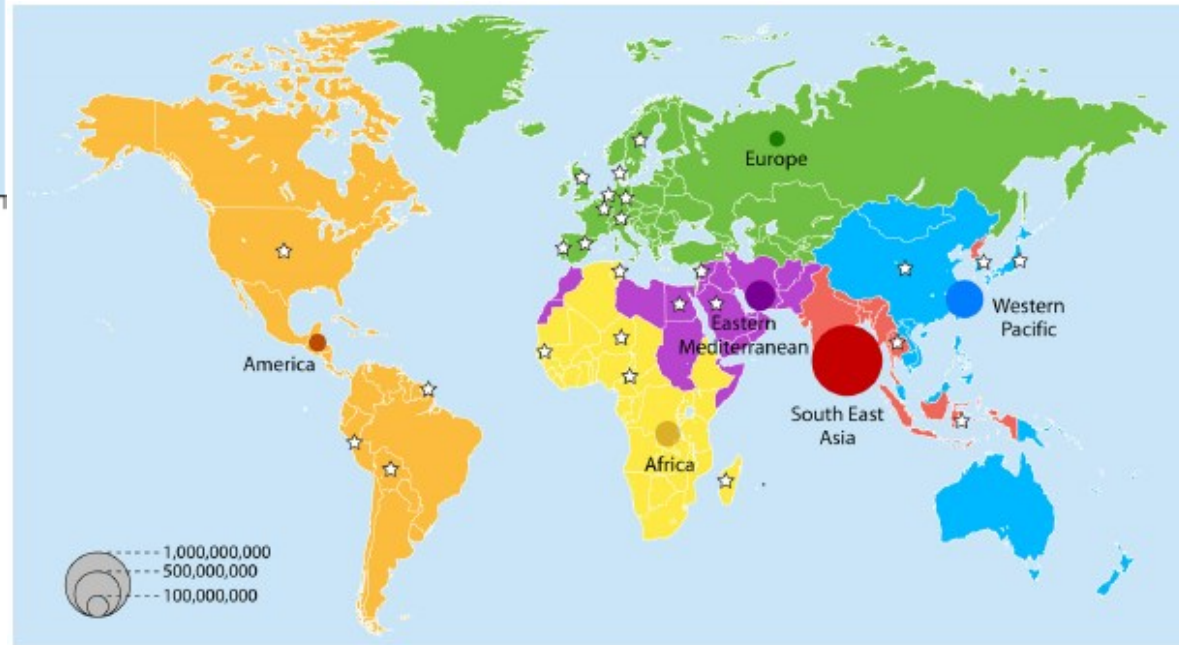 Europe
Western
Pacific
Eastern
Mediterranean
America
South East
Asia
Africa
1,000,000,000
500,000,000
100,000,000